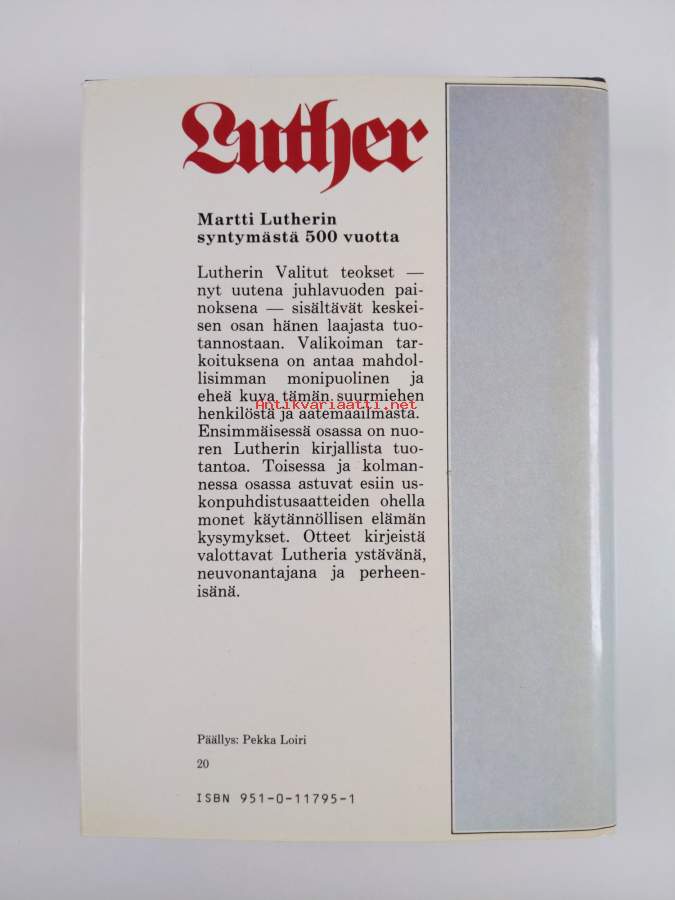 Luther
Martti Lutherin
syntymästä 500 vuotta
Lutherin Valitut teokset —
nyt uutena juhlavuoden pai-
noksena — sisältävät keskei-
sen osan hänen laajasta tuo-
tannostaan. Valikoiman tar-
koituksena on antaa mahdol-
lisimman monipuolinen ja
eheä kuva tämän suurmiehen
Antikvariaatti.net
henkilöstä ja aatemaailmasta.
Ensimmäisessä osassa on nuo-
ren Lutherin kirjallista tuo-
tantoa. Toisessa ja kolman-
nessa osassa astuvat esiin us-
konpuhdistusaatteiden ohella
monet käytännöllisen elämän
kysymykset. Otteet kirjeistä
valottavat Lutheria ystävänä,
neuvonantajana ja perheen-
isänä.
Päällys: Pekka Loiri
20
ISBN 951-0-11795-1